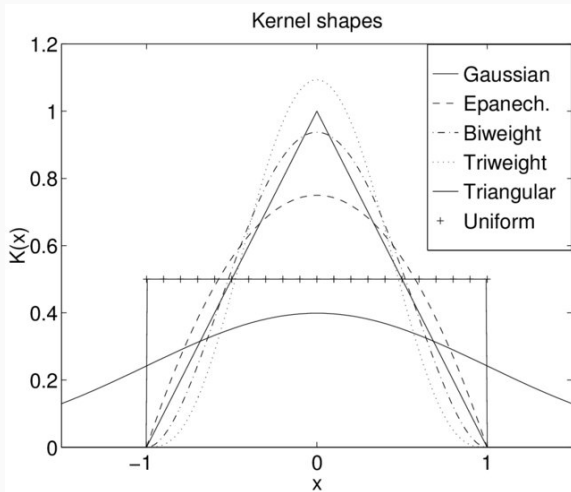 Kernel shapes
1.2
1
0.8
0.6
0.4
0.2
0
K(x)
−1
0
1
x
Gaussian
Epanech.
Biweight
Triweight
Triangular
Uniform